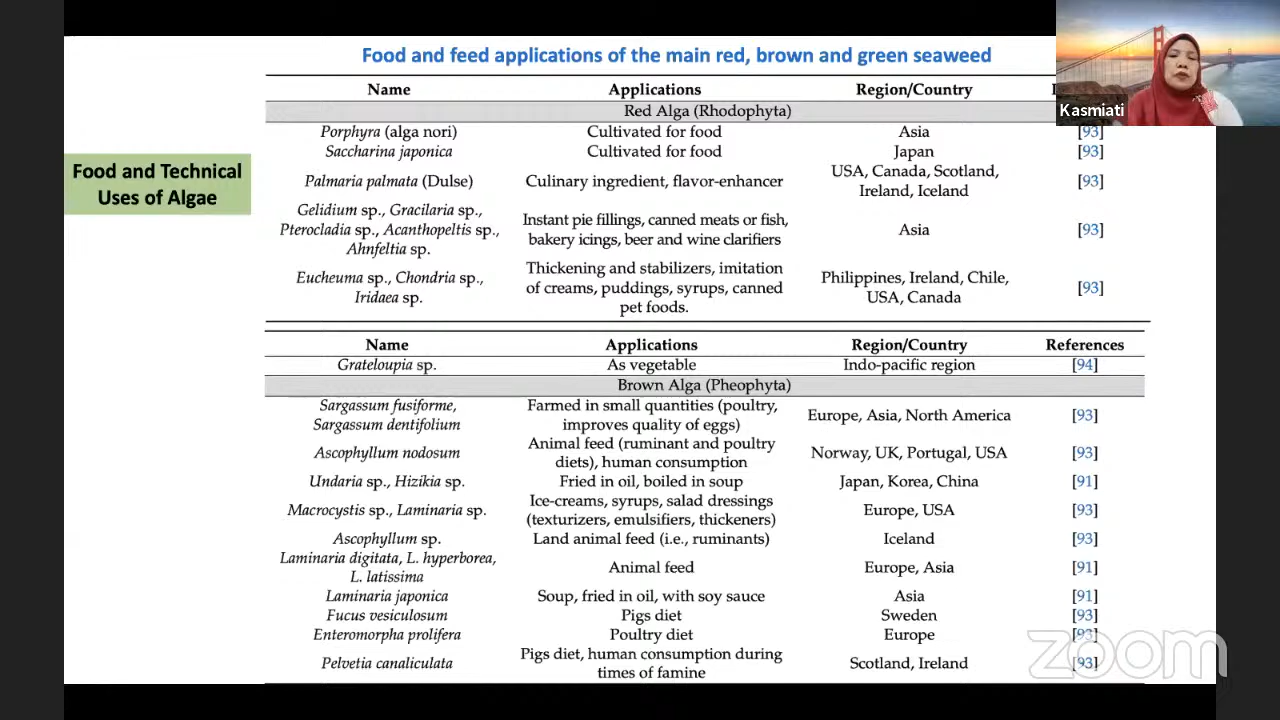 Food and feed applications of the main red, brown and green seaweed
Kasmiati
Food and Technical
Uses of Algae
Name Applications Region/Country
Red Alga (Rhodophyta)
Porphyra (alga nori) Cultivated for food Asia [93]
Saccharina japonica Cultivated for food Japan [93]
Palmaria palmata (Dulse) Culinary ingredient, flavor-enhancer USA, Canada, Scotland,
Ireland, Iceland [93]
Gelidium sp., Gracilaria sp.,
Pterocladia sp., Acanthopeltis sp.,
Ahnfeltia sp.
Instant pie fillings, canned meats or fish,
bakery icings, beer and wine clarifiers
Asia [93]
Eucheuma sp., Chondria sp.,
Iridaea sp.
Thickening and stabilizers, imitation
of creams, puddings, syrups, canned
pet foods.
Philippines, Ireland, Chile,
USA, Canada
[93]
Name Applications Region/Country References
Grateloupia sp. As vegetable Indo-pacific region [94]
Brown Alga (Pheophyta)
Sargassum fusiforme,
Sargassum dentifolium
Farmed in small quantities (poultry,
improves quality of eggs)
Europe, Asia, North America [93]
Ascophyllum nodosum
Animal feed (ruminant and poultry
diets), human consumption
Norway, UK, Portugal, USA [93]
Undaria sp., Hizikia sp. Fried in oil, boiled in soup Japan, Korea, China [91]
Macrocystis sp., Laminaria sp.
Ice-creams, syrups, salad dressings
(texturizers, emulsifiers, thickeners)
Europe, USA [93]
Ascophyllum sp. Land animal feed (i.e., ruminants) Iceland [93]
Laminaria digitata, L. hyperborea,
L. latissima
Animal feed Europe, Asia [91]
Laminaria japonica Soup, fried in oil, with soy sauce Asia [91]
Fucus vesiculosum Pigs diet Sweden [93]
Enteromorpha prolifera Poultry diet Europe [93]
Pelvetia canaliculata
Pigs diet, human consumption during
times of famine
Scotland, Ireland [93]
zoom